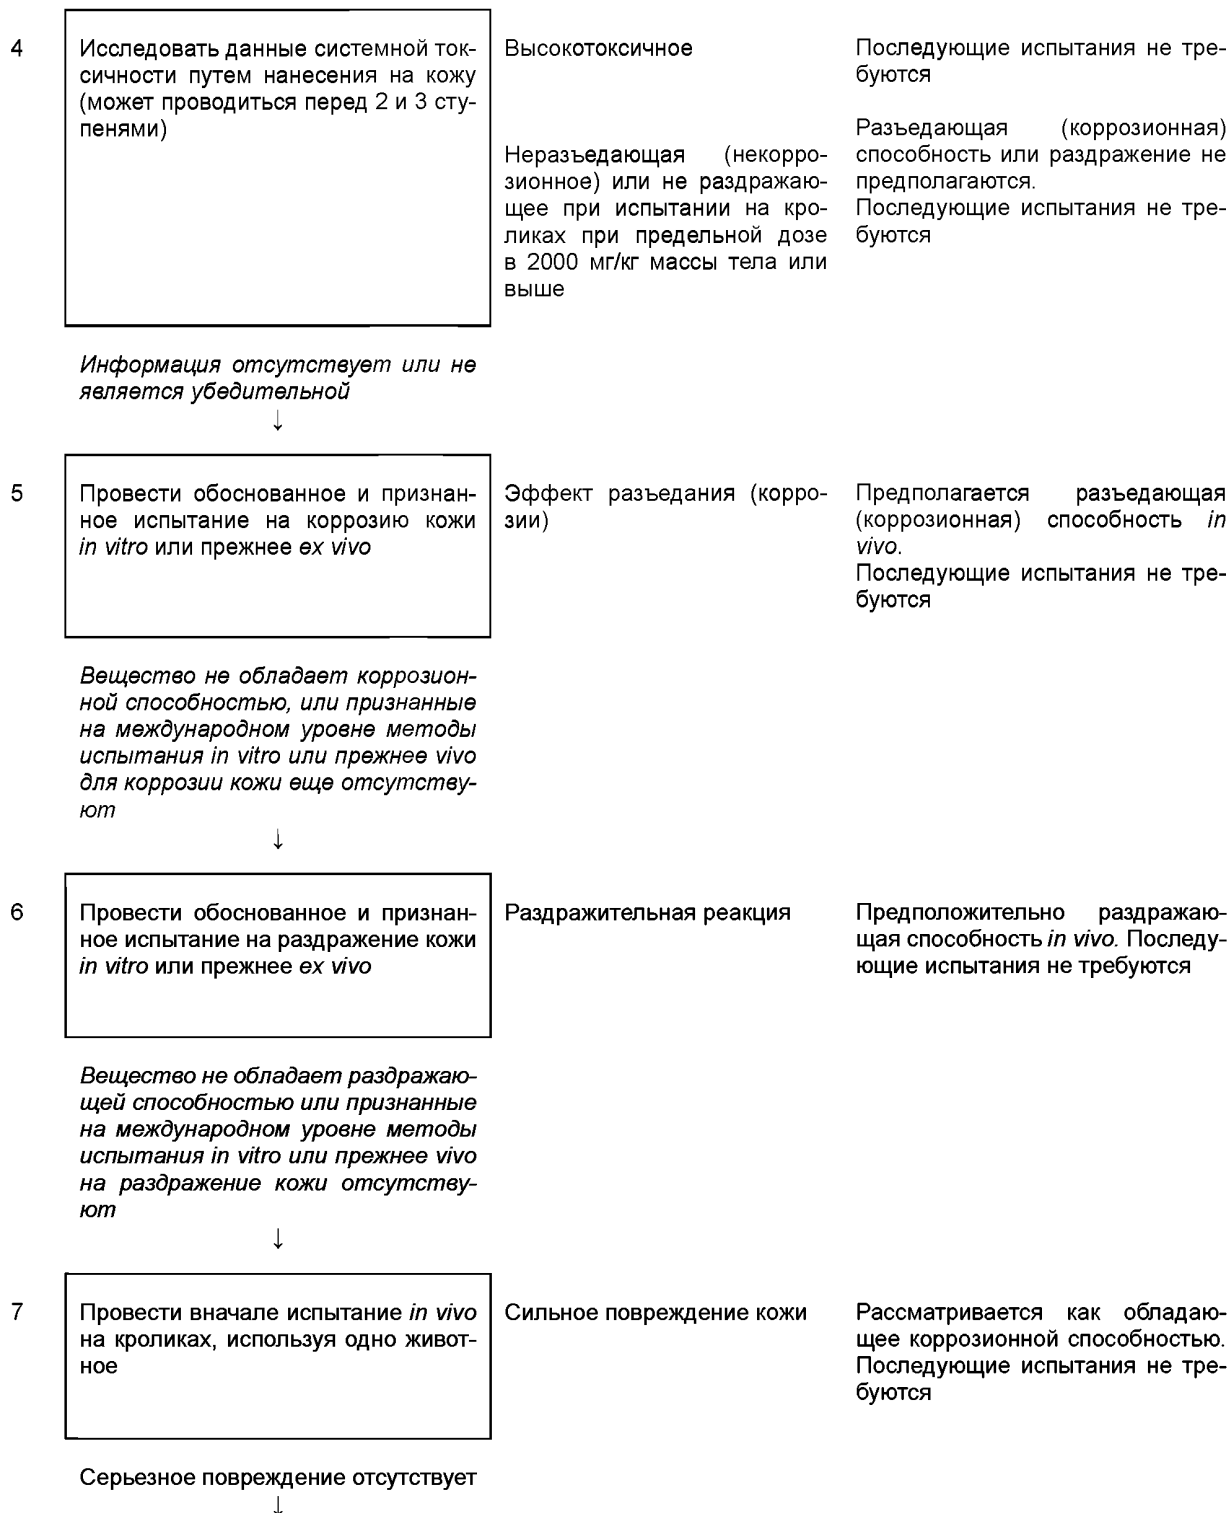 4
Исследовать данные системной ток-
сичности путем нанесения на кожу
(может проводиться перед 2 и 3 сту-
пенями)
Высокотоксичное
Последующие испытания не тре-
буются
Неразъедающая (некорро-
зионное) или не раздражаю-
щее при испытании на кро-
ликах при предельной дозе
в 2000 мг/кг массы тела или
выше
Разъедающая (коррозионная)
способность или раздражение не
предполагаются.
Последующие испытания не тре-
буются
Информация отсутствует или не
является убедительной
↓
5
Провести обоснованное и признан-
ное испытание на коррозию кожи
in vitro или прежнее ex vivo
Эффект разъедания (корро-
зии)
Предполагается разъедающая
(коррозионная) способность in
vivo.
Последующие испытания не тре-
буются
Вещество не обладает коррозион-
ной способностью, или признанные
на международном уровне методы
испытания in vitro или прежнее vivo
для коррозии кожи еще отсутству-
ют
↓
6
Провести обоснованное и признан-
ное испытание на раздражение кожи
in vitro или прежнее ex vivo
Раздражительная реакция
Предположительно раздражаю-
щая способность in vivo. Последу-
ющие испытания не требуются
Вещество не обладает раздражаю-
щей способностью или признанные
на международном уровне методы
испытания in vitro или прежнее vivo
на раздражение кожи отсутству-
ют
↓
7
Провести вначале испытание in vivo
на кроликах, используя одно живот-
ное
Сильное повреждение кожи
Рассматривается как обладаю-
щее коррозионной способностью.
Последующие испытания не тре-
буются
Серьезное повреждение отсутствует
↓